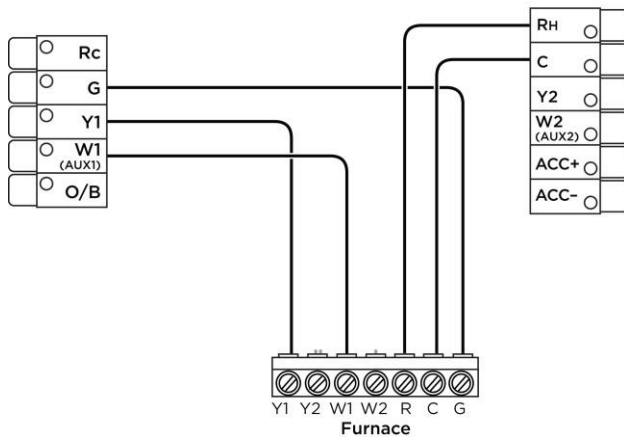 Rc
G
Y1
W1
(AUX1)
O/B
RH
C
Y2
W2
(AUX2)
ACC+
ACC-
Y1 Y2 W1 W2 R C G
Furnace